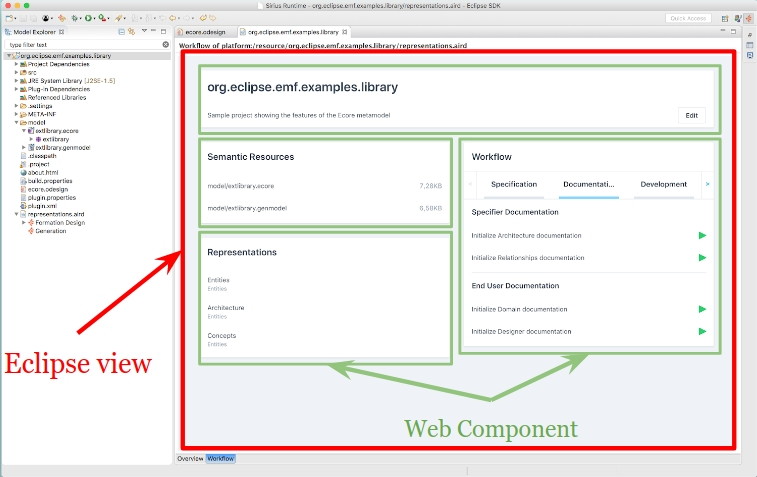 Sirius Runtime - org.eclipse.emf.examples.library/representations.aird - Eclipse SDK
Quick Access
Model Explorer
type filter text
org.eclipse.emf.examples.library
Project Dependencies
src
JRE System Library [J2SE-1.5]
Plug-in Dependencies
Referenced Libraries
.settings
META-INF
model
extlibrary.ecore
extlibrary
extlibrary.genmodel
.classpath
.project
about.html
build.properties
ecore.odesign
plugin.properties
plugin.xml
representations.aird
Formation Design
Generation
ecore.odesign
org.eclipse.emf.examples.library
Workflow of platform:/resource/org.eclipse.emf.examples.library/representations.aird
org.eclipse.emf.examples.library
Sample project showing the features of the Ecore metamodel
Edit
Semantic Resources
model/extlibrary.ecore 7,26KB
model/extlibrary.genmodel 6,58KB
Representations
Entities
Entities
Architecture
Entities
Concepts
Entities
Workflow
Specification Documentati... Development
Specifier Documentation
Initialize Architecture documentation
Initialize Relationships documentation
End User Documentation
Initialize Domain documentation
Initialize Designer documentation
Eclipse view
Web Component
Overview Workflow